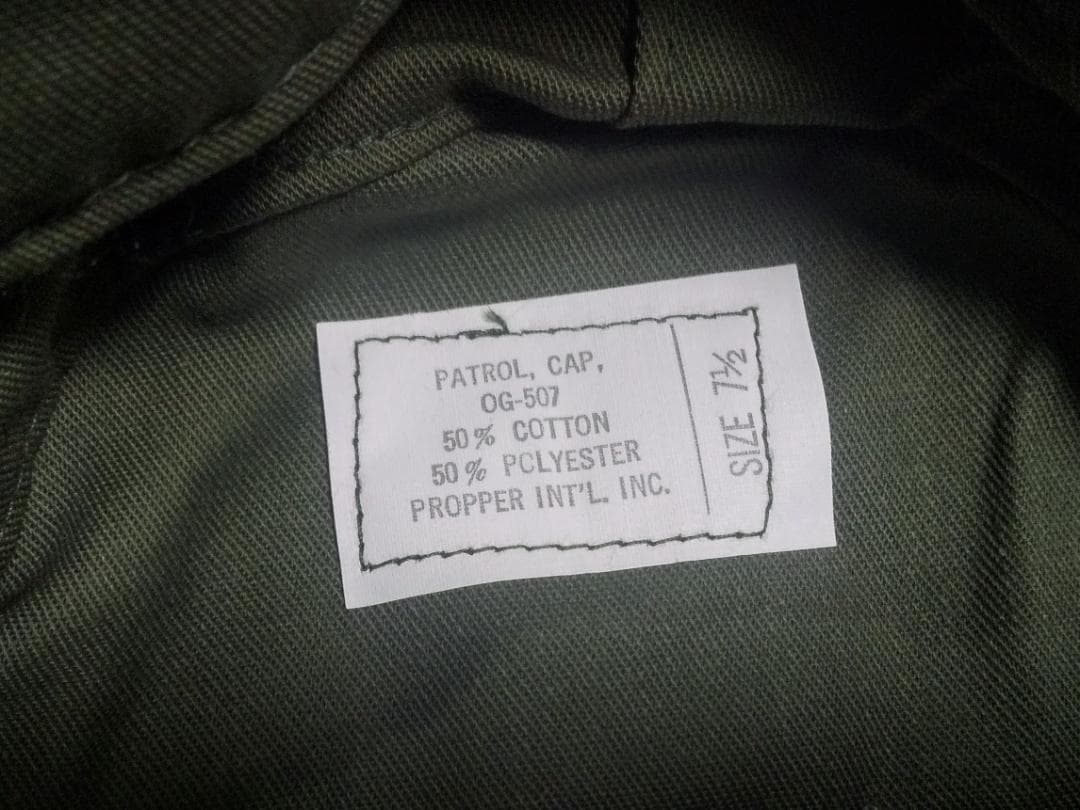 PATROL, CAP,
OG-507
50% COTTON
50% POLYESTER
PROPPER INT'L. INC.
SIZE 7½